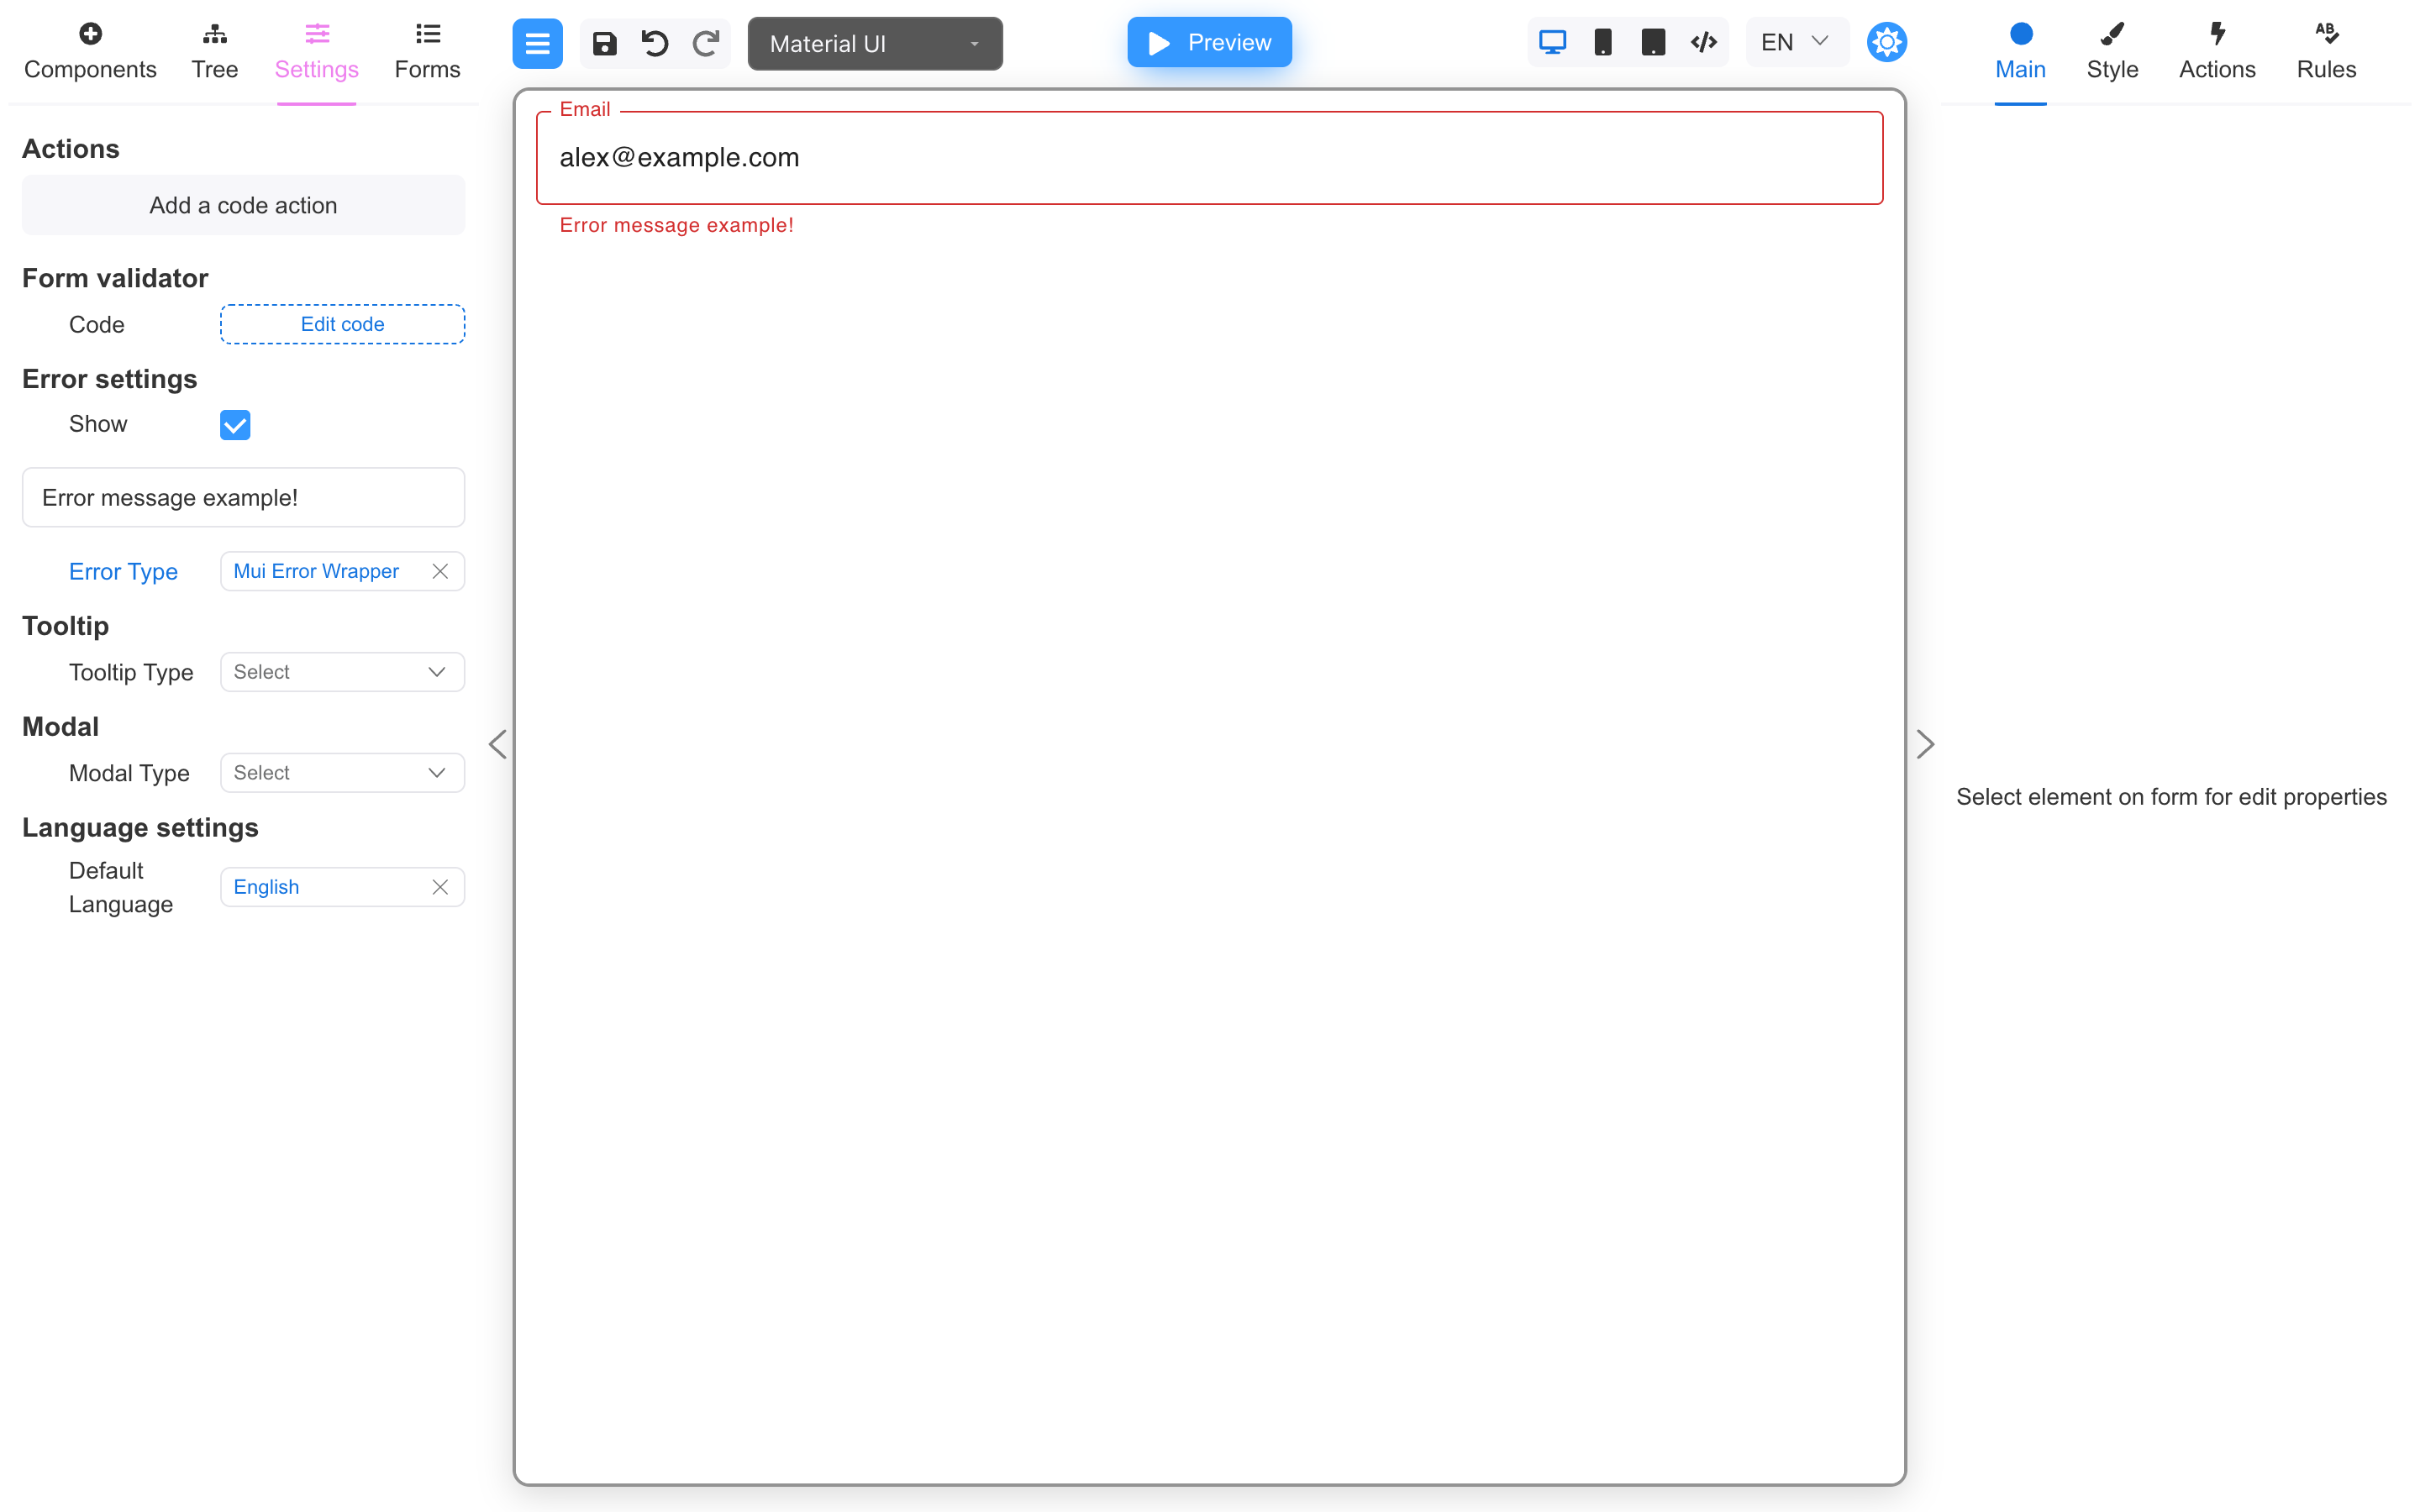 Components
Tree
Settings
Forms
Material UI
Preview
EN
Main
Style
Actions
AB
Rules
Actions
Add a code action
Form validator
Code
Edit code
Error settings
Show
Error message example!
Error Type
Mui Error Wrapper
Tooltip
Tooltip Type
Select
Modal
Modal Type
Select
Language settings
Default
Language
English
Email
alex@example.com
Error message example!
Select element on form for edit properties